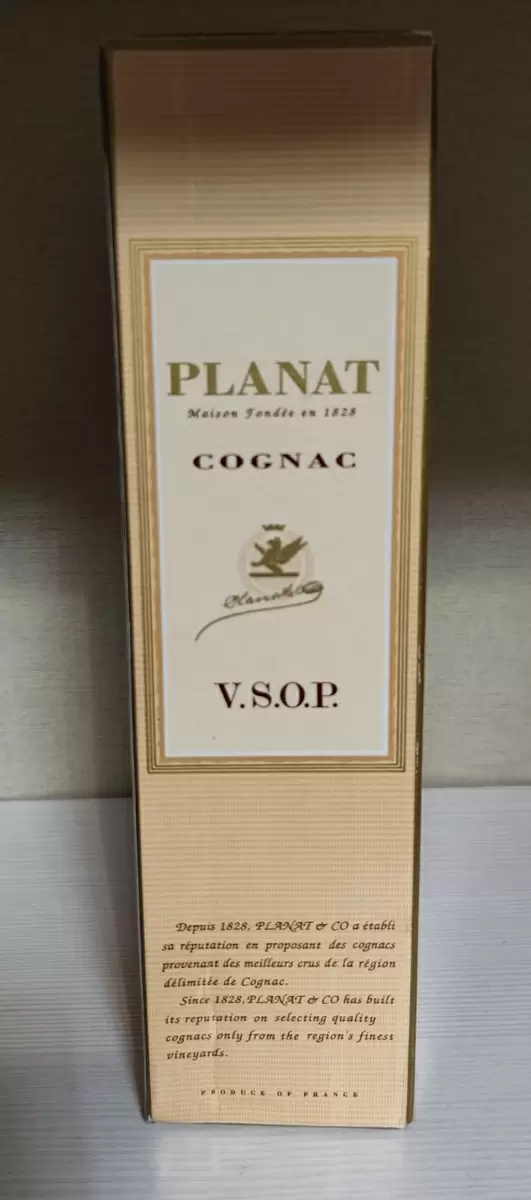 PLANAT
Maison Fondée en 1828
COGNAC
V.S.O.P.
Depuis 1828, PLANAT & CO a établi
sa réputation en proposant des cognacs
provenant des meilleurs crus de la région
délimitée de Cognac.
Since 1828, PLANAT & CO has built
its reputation on selecting quality
cognacs only from the region's finest
vineyards.
PRODUCE OF FRANCE